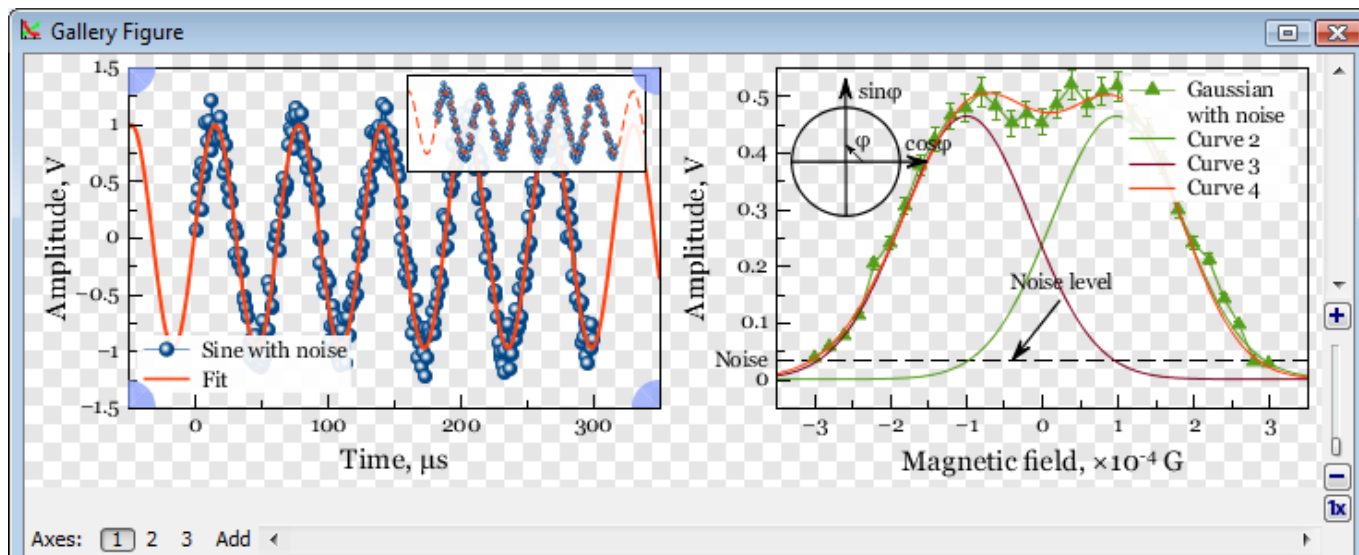 Gallery Figure
1.5
1
0.5
0
−0.5
−1
−1.5
Amplitude, V
Sine with noise
Fit
0
100
200
300
Time, μs
0.5
0.4
0.3
0.2
0.1
Noise
0
Amplitude, V
sinφ
φ
cosφ
Gaussian
with noise
Curve 2
Curve 3
Curve 4
Noise level
−3
−2
−1
0
1
2
3
Magnetic field, ×10⁻⁴ G
1x
Axes: 1 2 3 Add